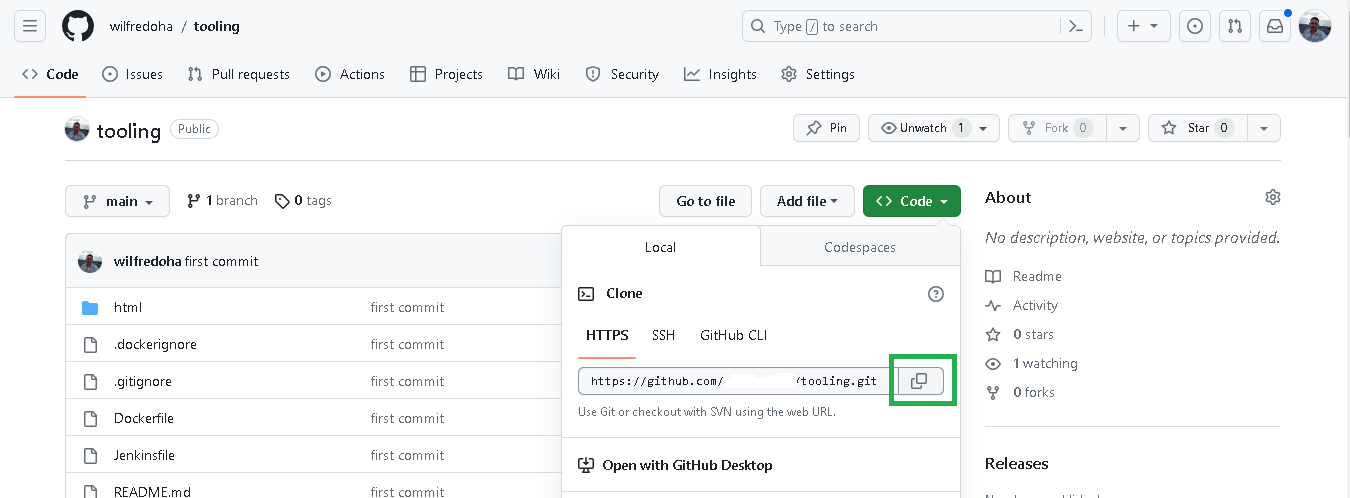 wilfredoha / tooling
Type / to search
Code Issues Pull requests Actions Projects Wiki Security Insights Settings
tooling Public
Pin Unwatch 1 Fork 0 Star 0
main 1 branch 0 tags Go to file Add file Code
wilfredoha first commit
html first commit
.dockerignore first commit
.gitignore first commit
Dockerfile first commit
Jenkinsfile first commit
README.md first commit
Local Codespaces
Clone
HTTPS SSH GitHub CLI
https://github.com/ /tooling.git
Use Git or checkout with SVN using the web URL.
Open with GitHub Desktop
About
No description, website, or topics provided.
Readme
Activity
0 stars
1 watching
0 forks
Releases